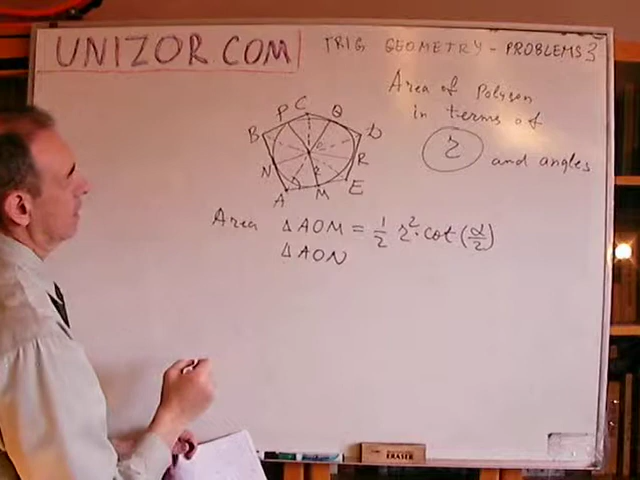 UNIZOR.COM
TRIG GEOMETRY - PROBLEMS 3
Area of Polygon
in terms of
r and angles
P C Q
B D
N R
A M E
Area ΔAOM = 1/2 r²·cot(α/2)
ΔAON
ERASER